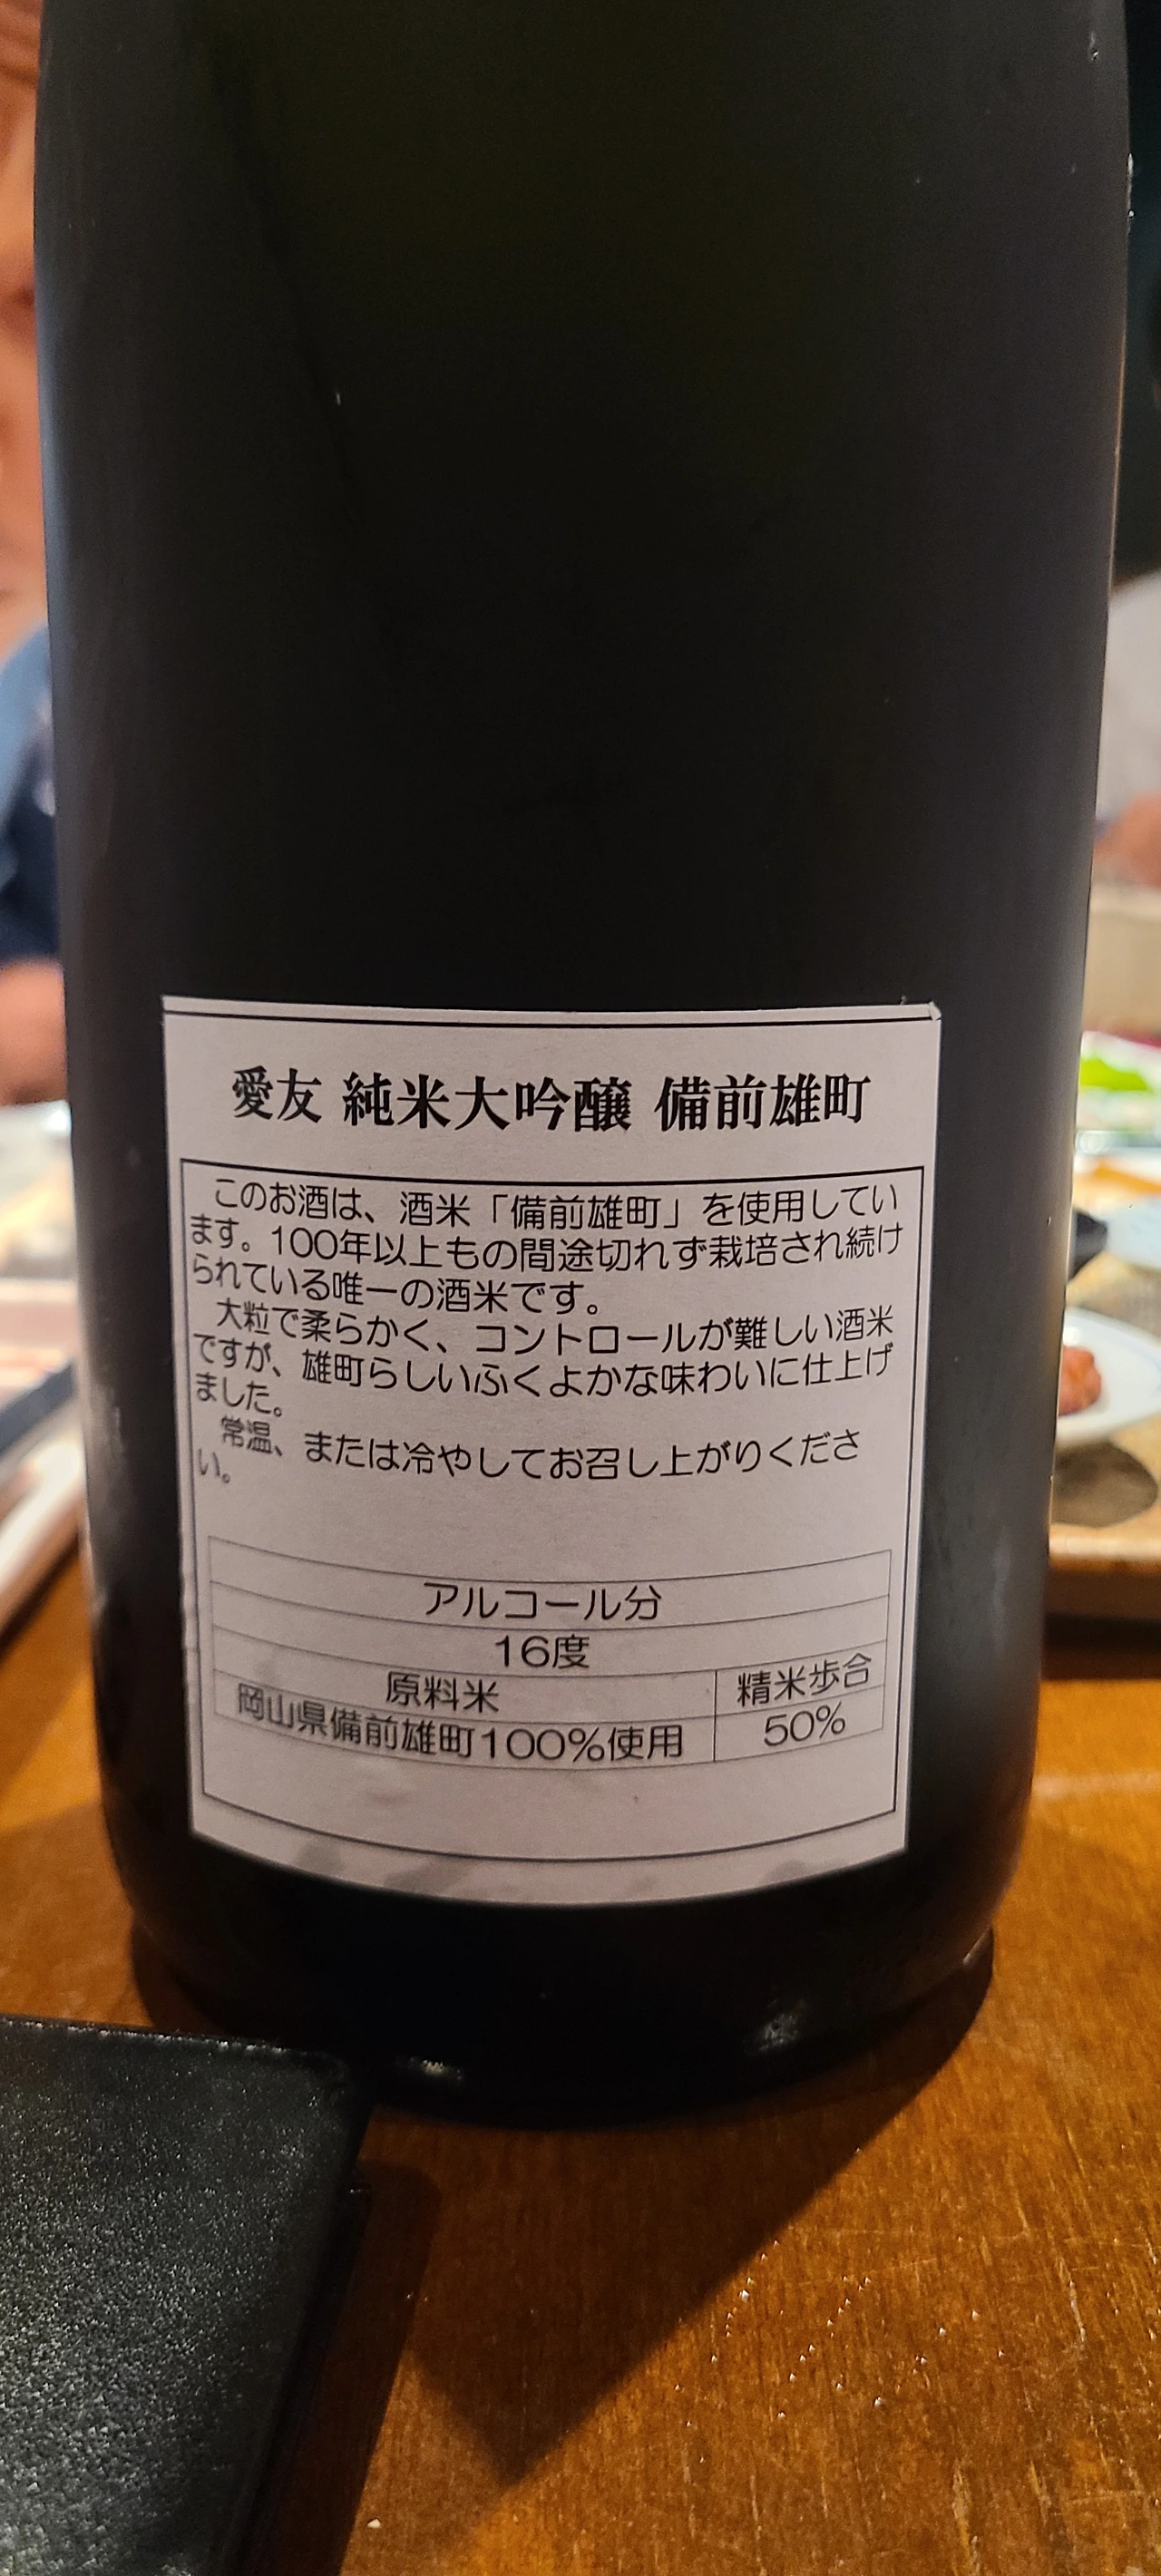 愛友 純米大吟醸 備前雄町
このお酒は、酒米「備前雄町」を使用してい
ます。100年以上もの間途切れず栽培され続け
られている唯一の酒米です。
大粒で柔らかく、コントロールが難しい酒米
ですが、雄町らしいふくよかな味わいに仕上げ
ました。
常温、または冷やしてお召し上がりくださ
い。
アルコール分
16度
原料米 精米歩合
岡山県備前雄町100%使用 50%